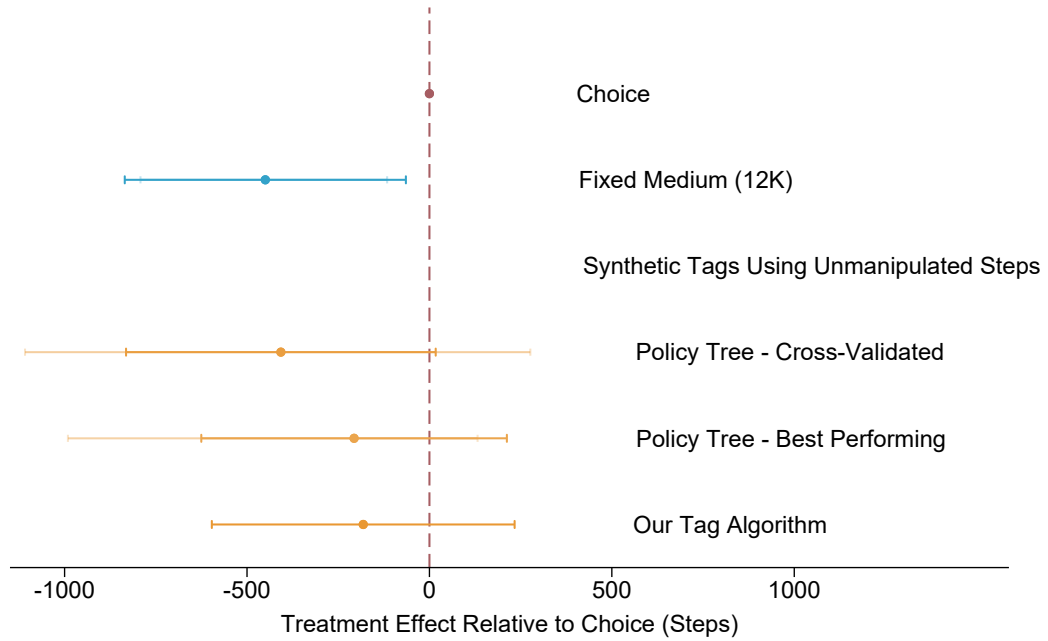 Choice
Fixed Medium (12K)
Synthetic Tags Using Unmanipulated Steps
Policy Tree - Cross-Validated
Policy Tree - Best Performing
Our Tag Algorithm
-1000 -500 0 500 1000
Treatment Effect Relative to Choice (Steps)